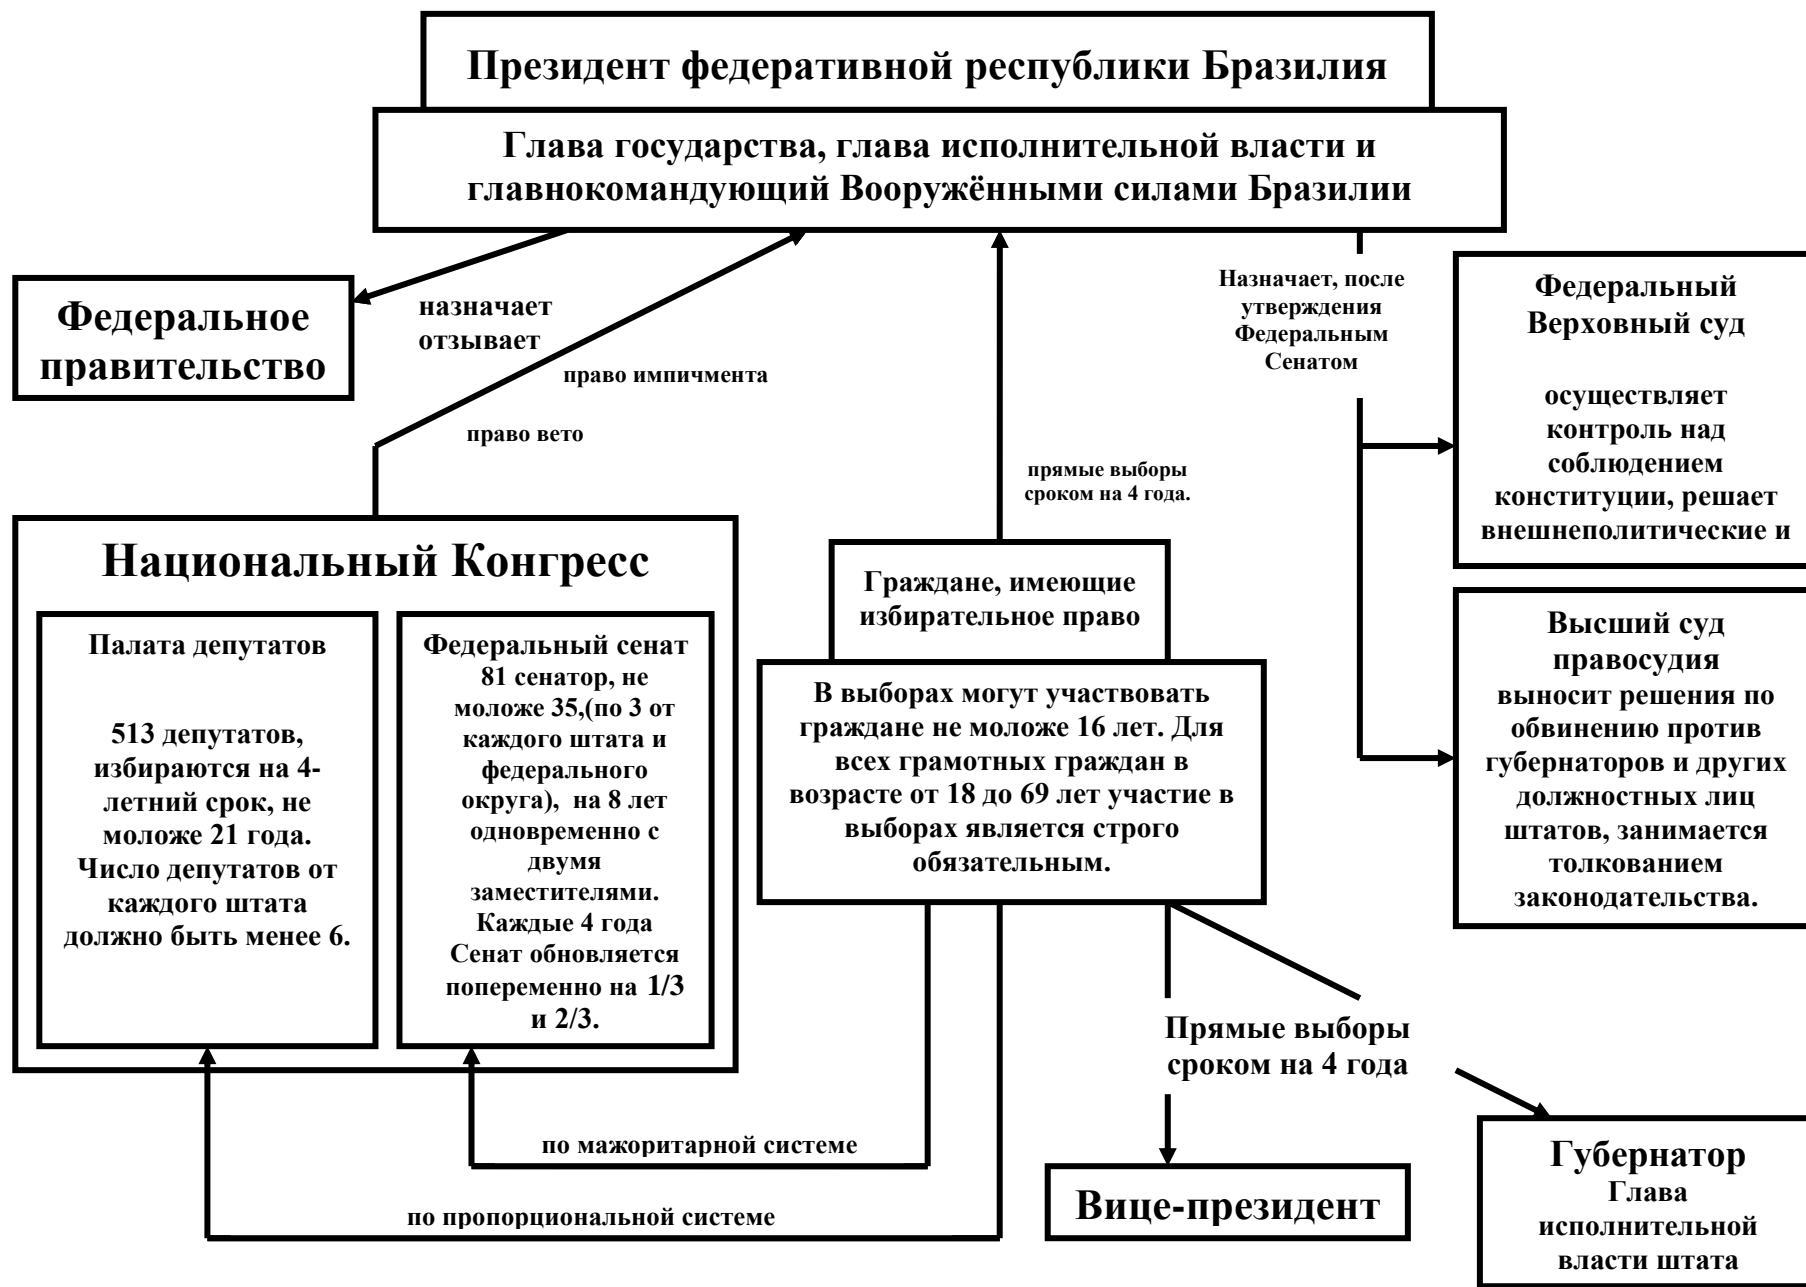 Президент федеративной республики Бразилия
Глава государства, глава исполнительной власти и
главнокомандующий Вооружёнными силами Бразилии
Федеральное
правительство
назначает
отзывает
право импичмента
право вето
прямые выборы
сроком на 4 года.
Назначает, после
утверждения
Федеральным
Сенатом
Федеральный
Верховный суд
осуществляет
контроль над
соблюдением
конституции, решает
внешнеполитические и
Высший суд
правосудия
выносит решения по
обвинению против
губернаторов и других
должностных лиц
штатов, занимается
толкованием
законодательства.
Национальный Конгресс
Палата депутатов
513 депутатов,
избираются на 4-
летний срок, не
моложе 21 года.
Число депутатов от
каждого штата
должно быть менее 6.
Федеральный сенат
81 сенатор, не
моложе 35,(по 3 от
каждого штата и
федерального
округа), на 8 лет
одновременно с
двумя
заместителями.
Каждые 4 года
Сенат обновляется
попеременно на 1/3
и 2/3.
Граждане, имеющие
избирательное право
В выборах могут участвовать
граждане не моложе 16 лет. Для
всех грамотных граждан в
возрасте от 18 до 69 лет участие в
выборах является строго
обязательным.
Прямые выборы
сроком на 4 года
по мажоритарной системе
по пропорциональной системе
Вице-президент
Губернатор
Глава
исполнительной
власти штата